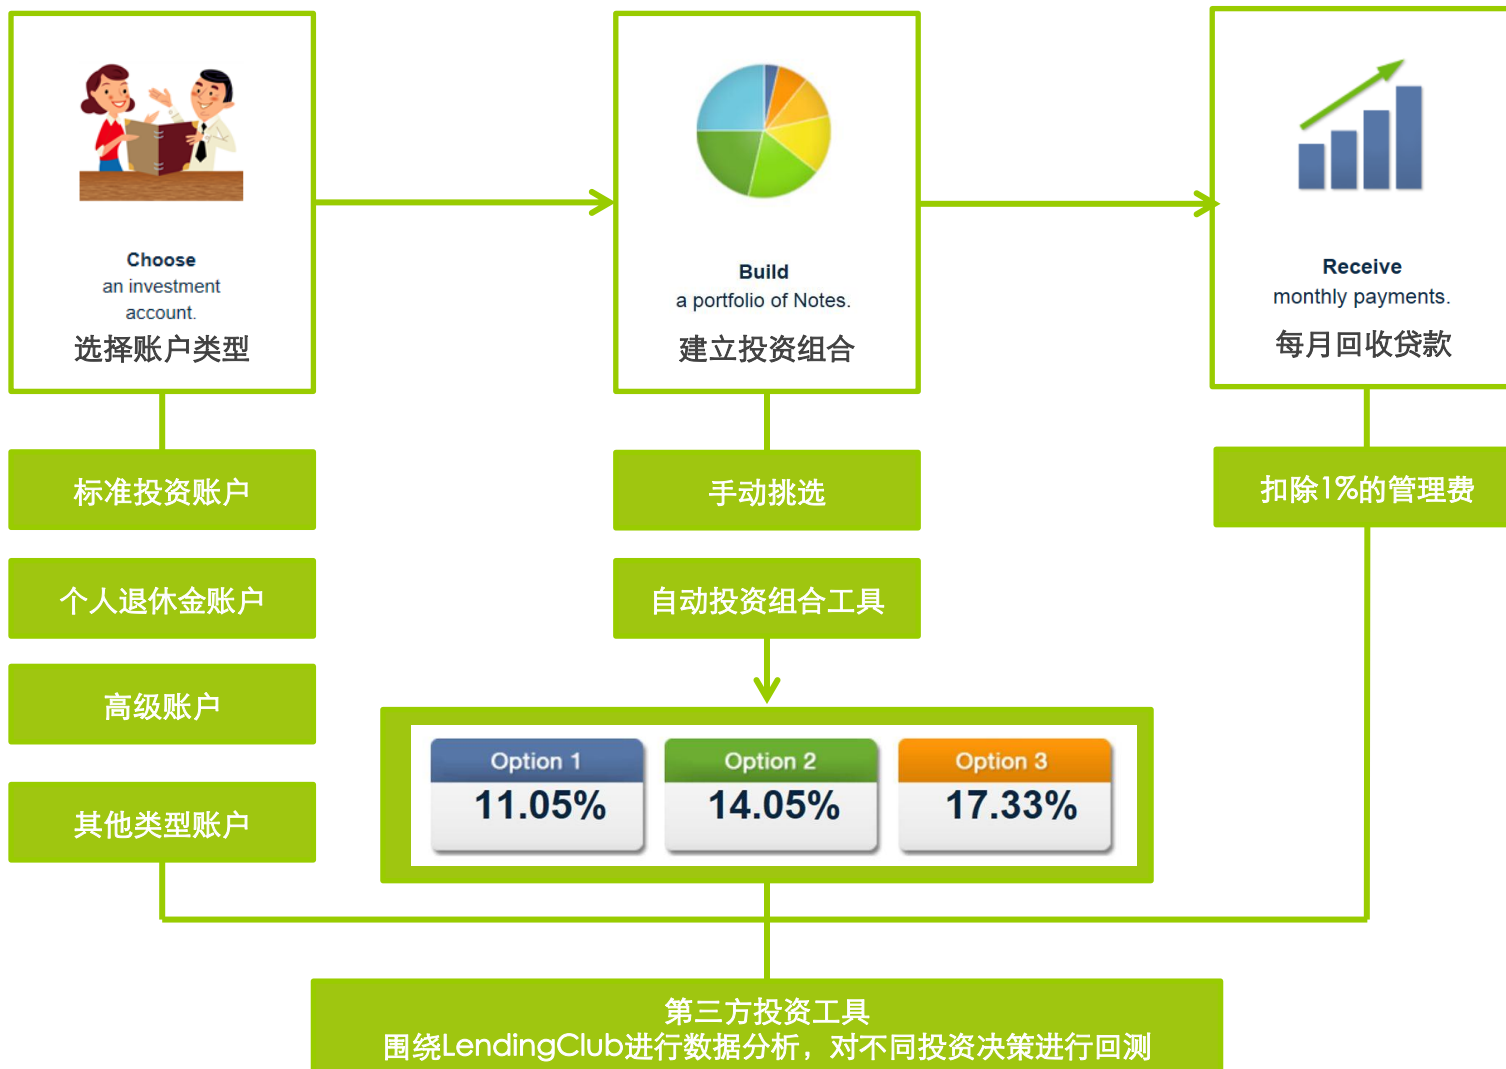 Choose
an investment
account.
选择账户类型
Build
a portfolio of Notes.
建立投资组合
Receive
monthly payments.
每月回收贷款
标准投资账户
手动挑选
扣除1%的管理费
个人退休金账户
自动投资组合工具
高级账户
其他类型账户
Option 1
11.05%
Option 2
14.05%
Option 3
17.33%
第三方投资工具
围绕LendingClub进行数据分析，对不同投资决策进行回测